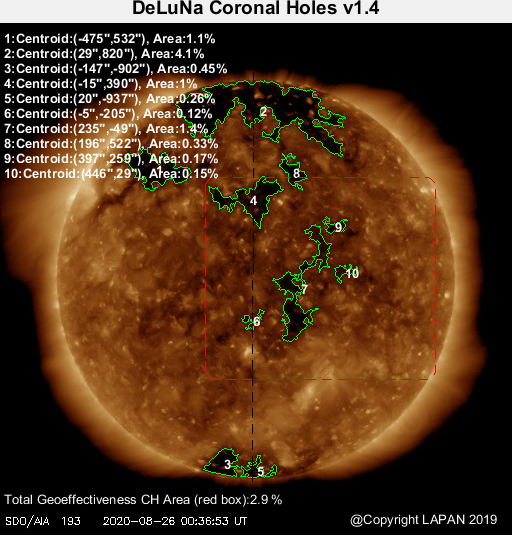 DeLuNa Coronal Holes v1.4
1:Centroid:(-475",532"), Area:1.1%
2:Centroid:(29",820"), Area:4.1%
3:Centroid:(-147",-902"), Area:0.45%
4:Centroid:(-15",390"), Area:1%
5:Centroid:(20",-937"), Area:0.26%
6:Centroid:(-5",-205"), Area:0.12%
7:Centroid:(235",-49"), Area:1.4%
8:Centroid:(196",522"), Area:0.33%
9:Centroid:(397",259"), Area:0.17%
10:Centroid:(446",29"), Area:0.15%
2
1
8
4
9
10
7
6
3
5
Total Geoeffectiveness CH Area (red box):2.9 %
SDO/AIA 193 2020-08-26 00:36:53 UT
@Copyright LAPAN 2019